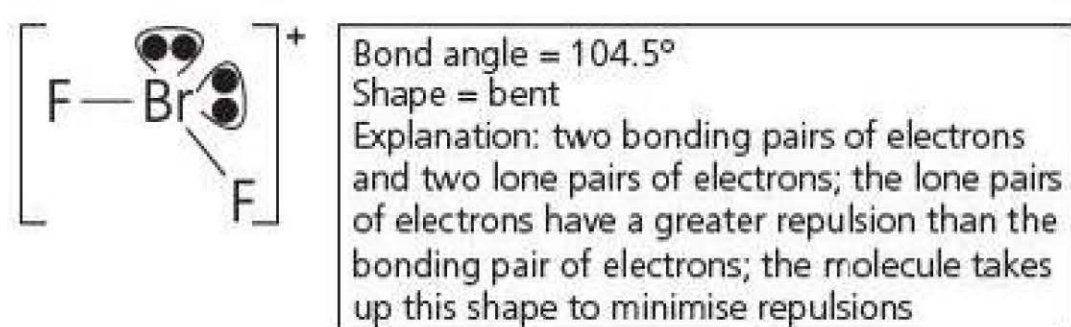 +
F — Br
F
Bond angle = 104.5°
Shape = bent
Explanation: two bonding pairs of electrons
and two lone pairs of electrons; the lone pairs
of electrons have a greater repulsion than the
bonding pair of electrons; the molecule takes
up this shape to minimise repulsions